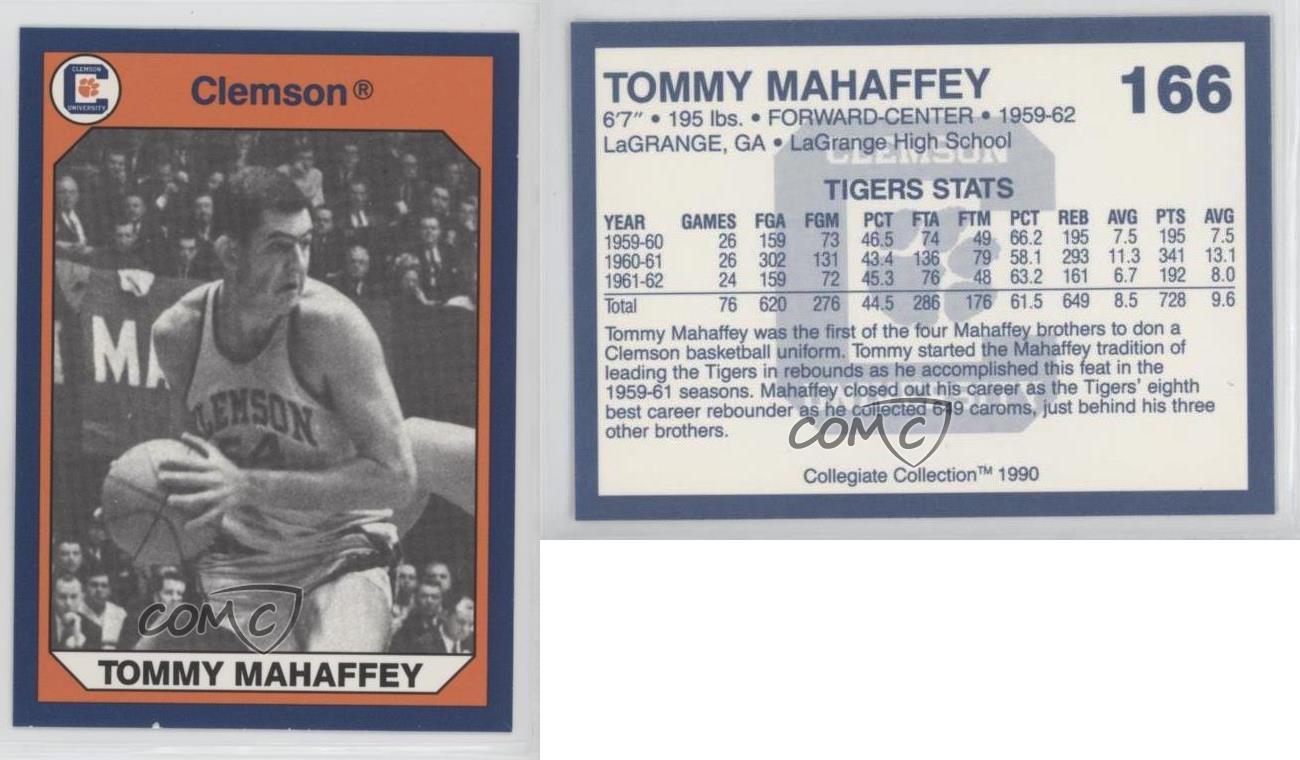 CLEMSON
UNIVERSITY
Clemson®
MA
CLEMSON
54
COMC
TOMMY MAHAFFEY
TOMMY MAHAFFEY 166
6'7" • 195 lbs. • FORWARD-CENTER • 1959-62
LaGRANGE, GA • LaGrange High School
CLEMSON
TIGERS STATS
YEAR GAMES FGA FGM PCT FTA FTM PCT REB AVG PTS AVG
1959-60 26 159 73 46.5 74 49 66.2 195 7.5 195 7.5
1960-61 26 302 131 43.4 136 79 58.1 293 11.3 341 13.1
1961-62 24 159 72 45.3 76 48 63.2 161 6.7 192 8.0
Total 76 620 276 44.5 286 176 61.5 649 8.5 728 9.6
Tommy Mahaffey was the first of the four Mahaffey brothers to don a
Clemson basketball uniform. Tommy started the Mahaffey tradition of
leading the Tigers in rebounds as he accomplished this feat in the
1959-61 seasons. Mahaffey closed out his career as the Tigers' eighth
best career rebounder as he collected 649 caroms, just behind his three
other brothers.
UNIVERSITY
COMC
Collegiate Collection™ 1990